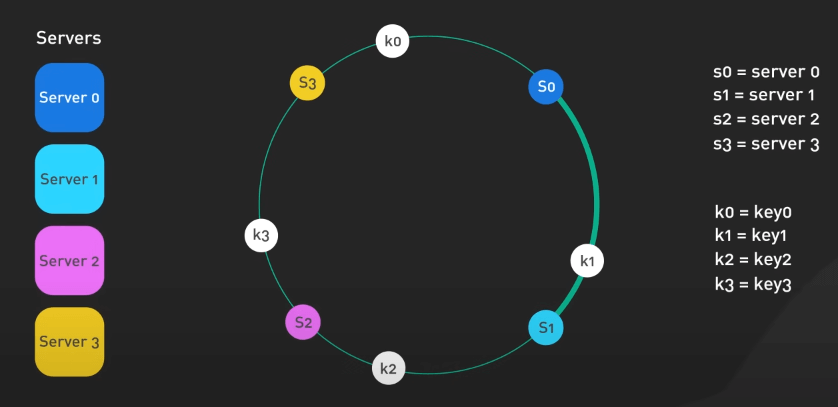 Servers
Server 0
Server 1
Server 2
Server 3
k0
S3
S0
k3
k1
S2
S1
k2
s0 = server 0
s1 = server 1
s2 = server 2
s3 = server 3
k0 = key0
k1 = key1
k2 = key2
k3 = key3